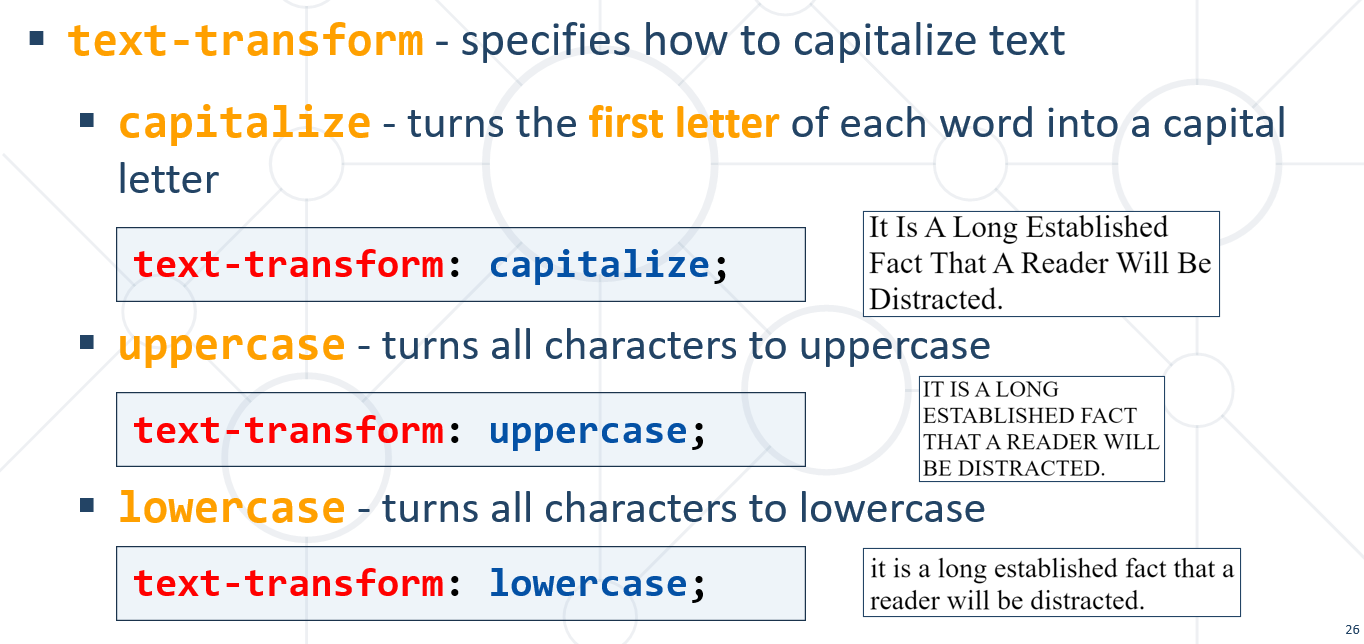 ▪ text-transform - specifies how to capitalize text
▪ capitalize - turns the first letter of each word into a capital
letter
text-transform: capitalize;
It Is A Long Established
Fact That A Reader Will Be
Distracted.
▪ uppercase - turns all characters to uppercase
text-transform: uppercase;
IT IS A LONG
ESTABLISHED FACT
THAT A READER WILL
BE DISTRACTED.
▪ lowercase - turns all characters to lowercase
text-transform: lowercase;
it is a long established fact that a
reader will be distracted.
26